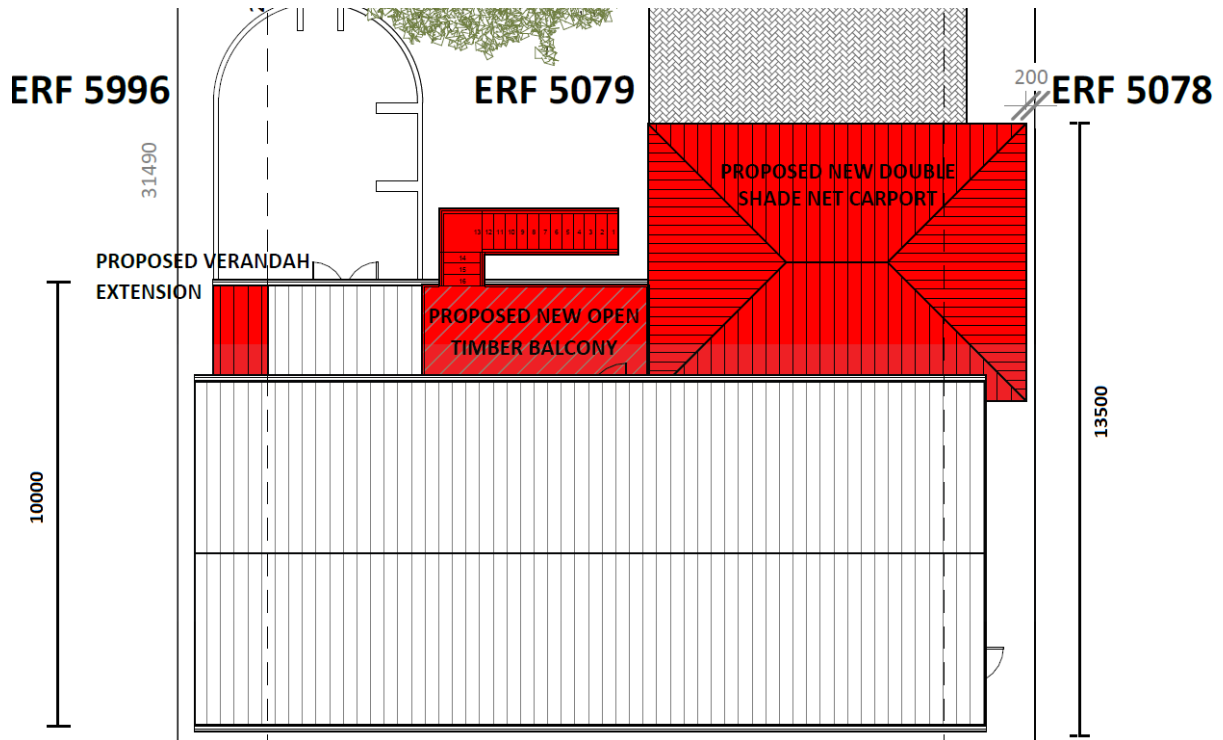 ERF 5996
ERF 5079
200
ERF 5078
31490
PROPOSED NEW DOUBLE
SHADE NET CARPORT
13 12 11 10 9 8 7 6 5 4 3 2 1
14
15
16
PROPOSED VERANDAH
EXTENSION
PROPOSED NEW OPEN
TIMBER BALCONY
13500
10000